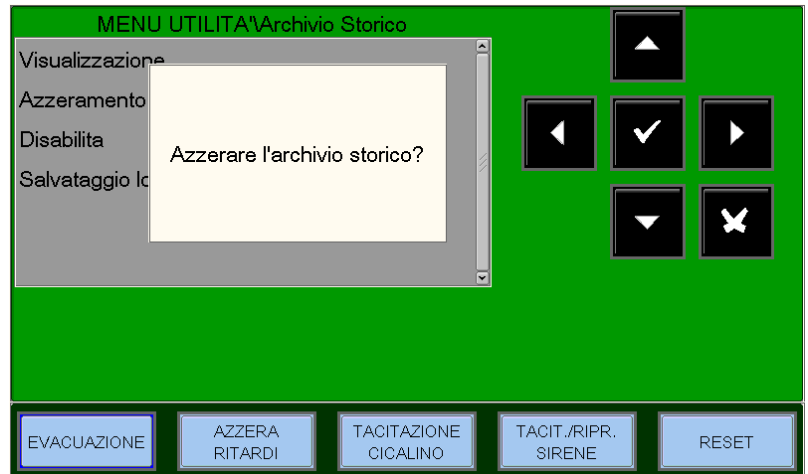 MENU UTILITA'\Archivio Storico
Visualizzazione
Azzeramento
Disabilita
Salvataggio
Azzerare l'archivio storico?
EVACUAZIONE
AZZERA
RITARDI
TACITAZIONE
CICALINO
TACIT./RIPR.
SIRENE
RESET